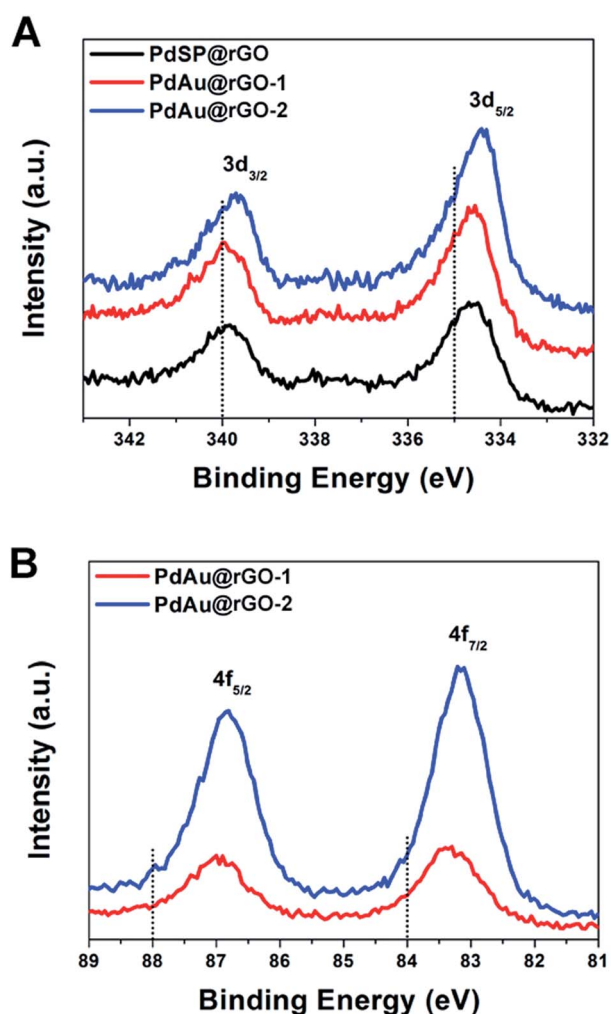 A
PdSP@rGO
PdAu@rGO-1
PdAu@rGO-2
3d3/2
3d5/2
Intensity (a.u.)
342 340 338 336 334 332
Binding Energy (eV)
B
PdAu@rGO-1
PdAu@rGO-2
4f5/2
4f7/2
Intensity (a.u.)
89 88 87 86 85 84 83 82 81
Binding Energy (eV)